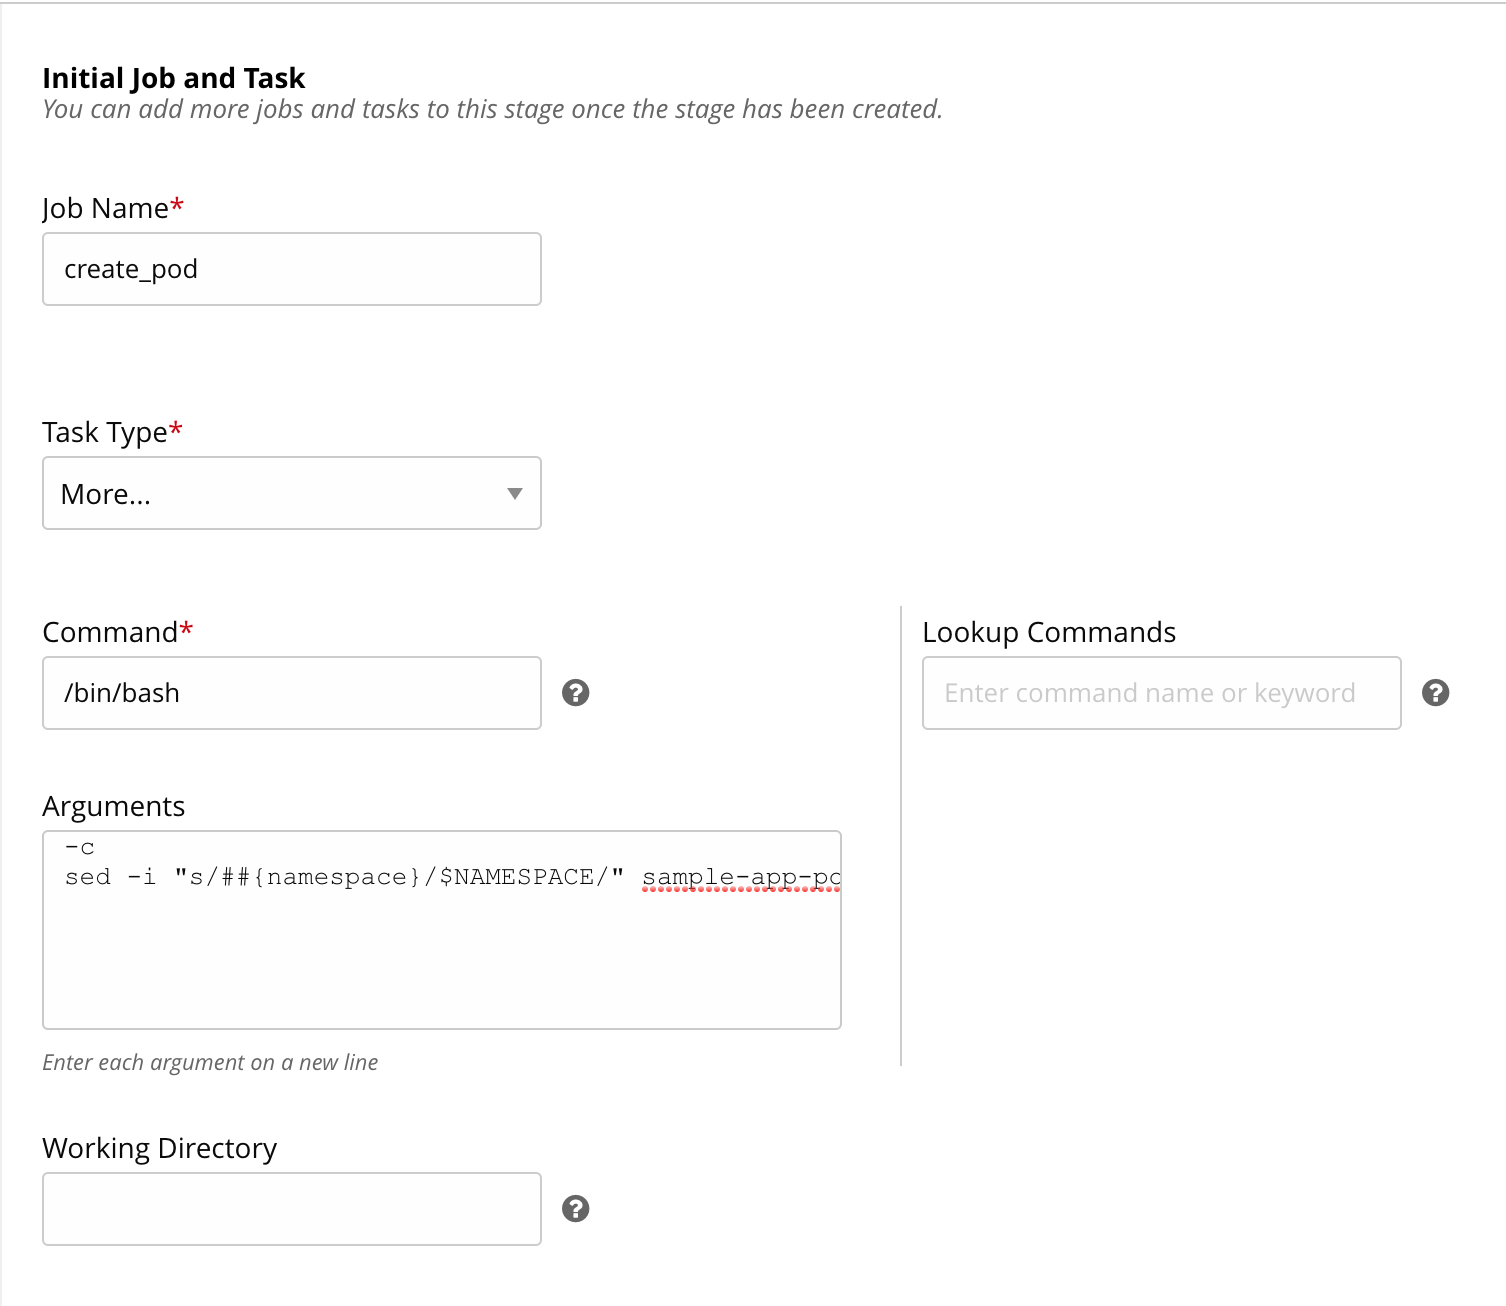 Initial Job and Task
You can add more jobs and tasks to this stage once the stage has been created.
Job Name*
create_pod
Task Type*
More...
Command*
/bin/bash
Lookup Commands
Enter command name or keyword
Arguments
-c
sed -i "s/##{namespace}/$NAMESPACE/" sample-app-po
Enter each argument on a new line
Working Directory